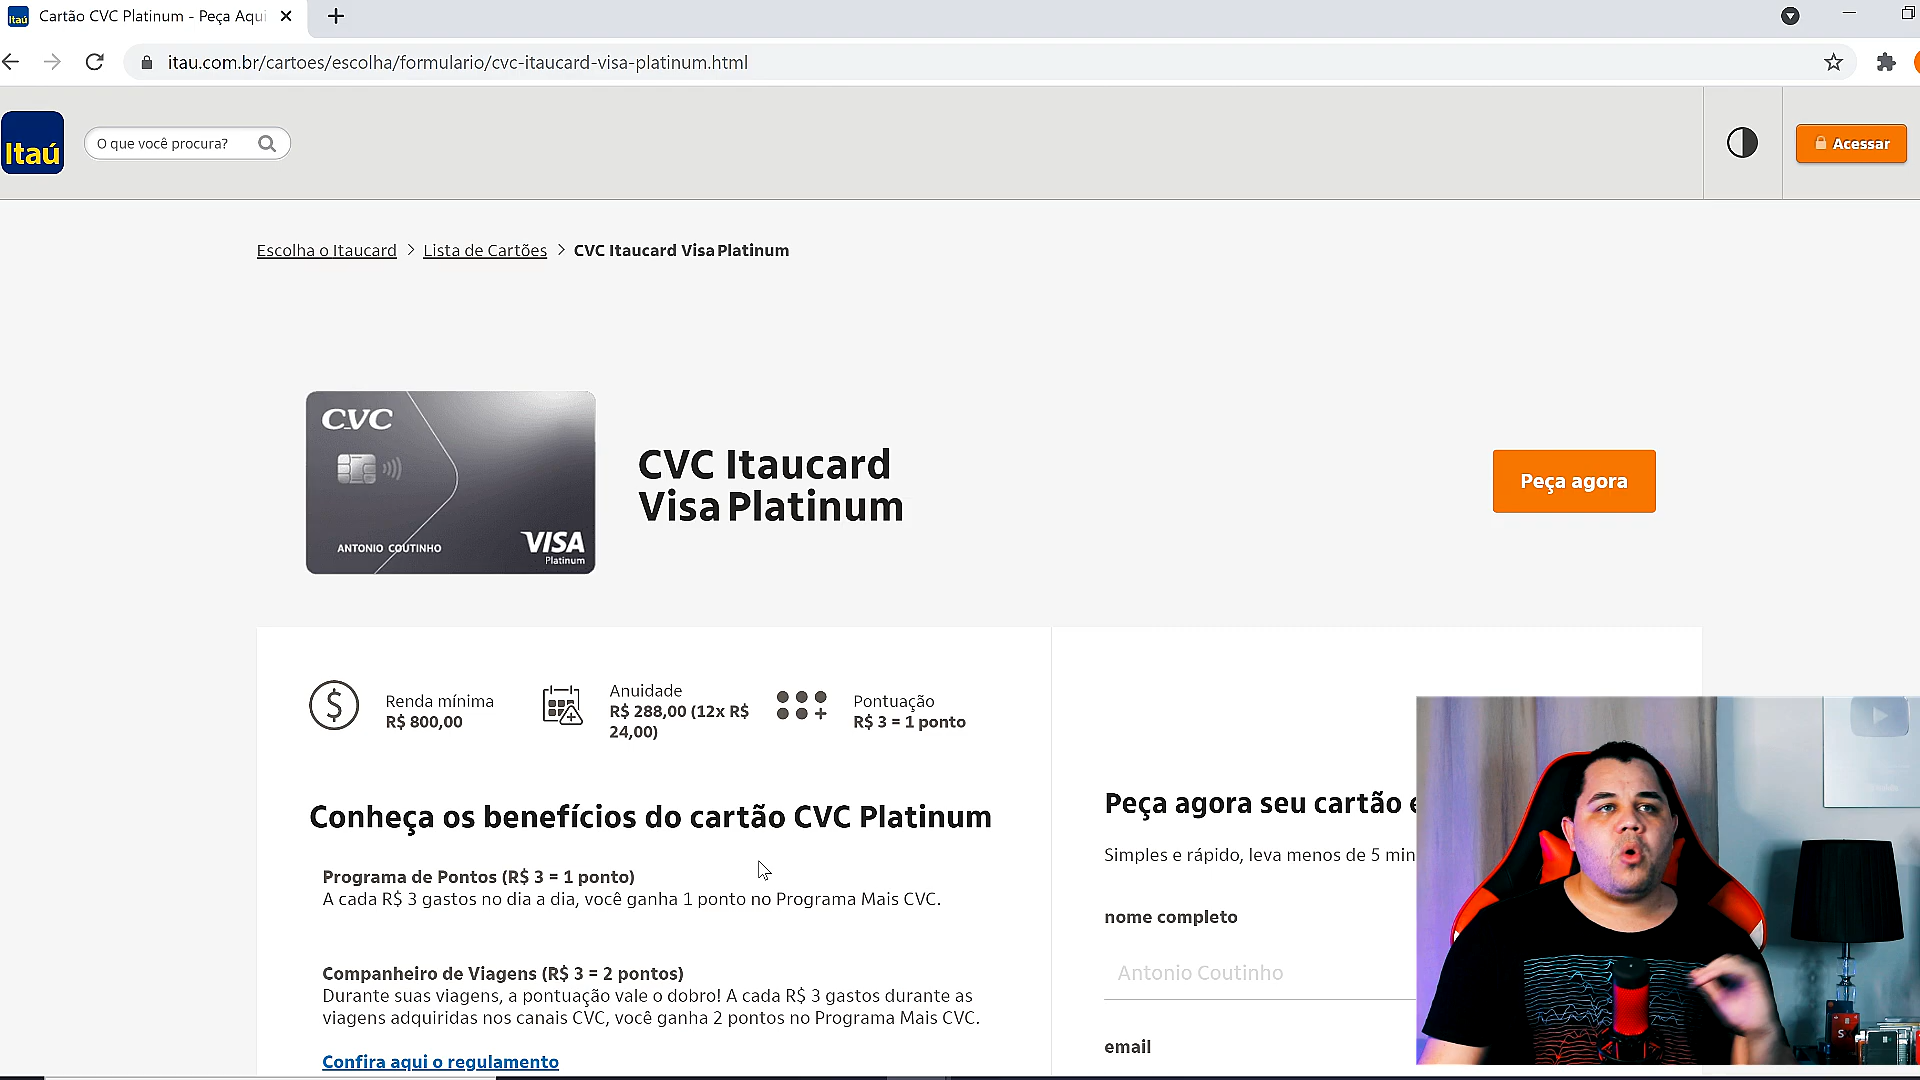 Cartão CVC Platinum - Peça Aqui
itau.com.br/cartoes/escolha/formulario/cvc-itaucard-visa-platinum.html
Itaú
O que você procura?
Acessar
Escolha o Itaucard > Lista de Cartões > CVC Itaucard Visa Platinum
CVC
ANTONIO COUTINHO
VISA
Platinum
CVC Itaucard
Visa Platinum
Peça agora
Renda mínima
R$ 800,00
Anuidade
R$ 288,00 (12x R$
24,00)
Pontuação
R$ 3 = 1 ponto
Conheça os benefícios do cartão CVC Platinum
Programa de Pontos (R$ 3 = 1 ponto)
A cada R$ 3 gastos no dia a dia, você ganha 1 ponto no Programa Mais CVC.
Companheiro de Viagens (R$ 3 = 2 pontos)
Durante suas viagens, a pontuação vale o dobro! A cada R$ 3 gastos durante as
viagens adquiridas nos canais CVC, você ganha 2 pontos no Programa Mais CVC.
Confira aqui o regulamento
Peça agora seu cartão
Simples e rápido, leva menos de 5 min
nome completo
Antonio Coutinho
email